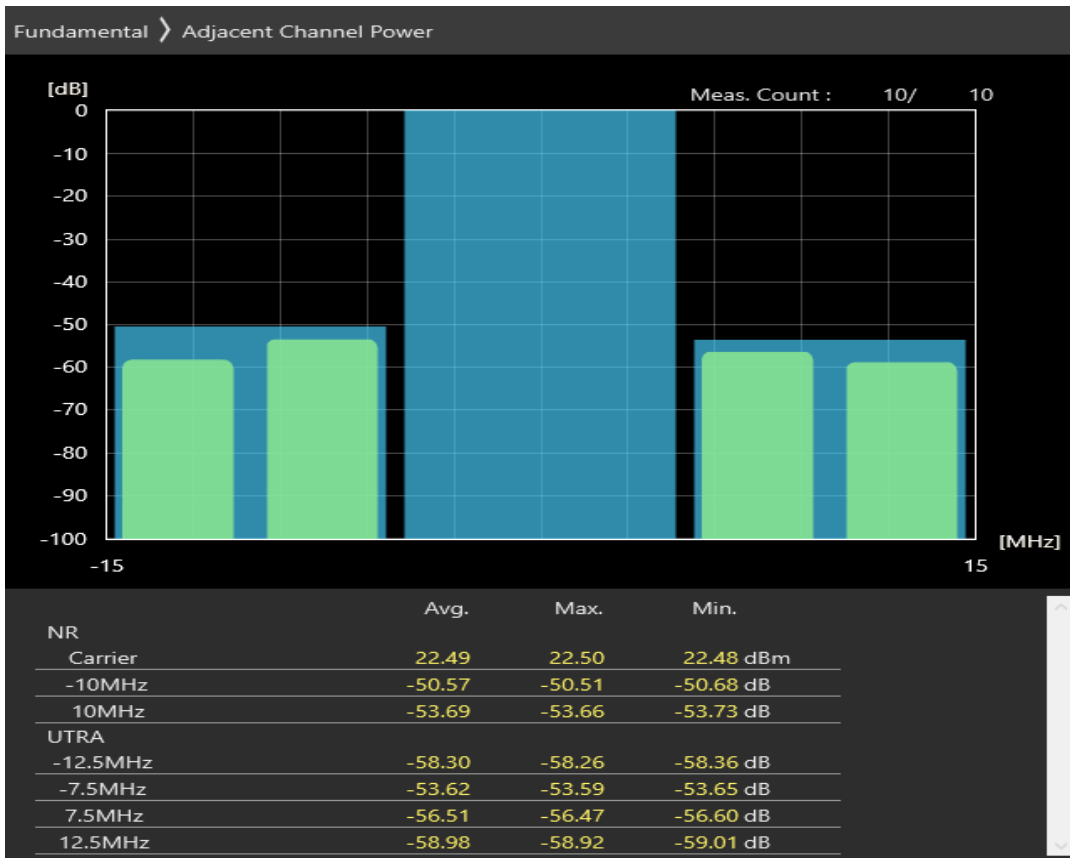 Fundamental 〉 Adjacent Channel Power
[dB]
Meas. Count : 10/ 10
0
-10
-20
-30
-40
-50
-60
-70
-80
-90
-100
[MHz]
-15 15
Avg. Max. Min.
NR
Carrier 22.49 22.50 22.48 dBm
-10MHz -50.57 -50.51 -50.68 dB
10MHz -53.69 -53.66 -53.73 dB
UTRA
-12.5MHz -58.30 -58.26 -58.36 dB
-7.5MHz -53.62 -53.59 -53.65 dB
7.5MHz -56.51 -56.47 -56.60 dB
12.5MHz -58.98 -58.92 -59.01 dB